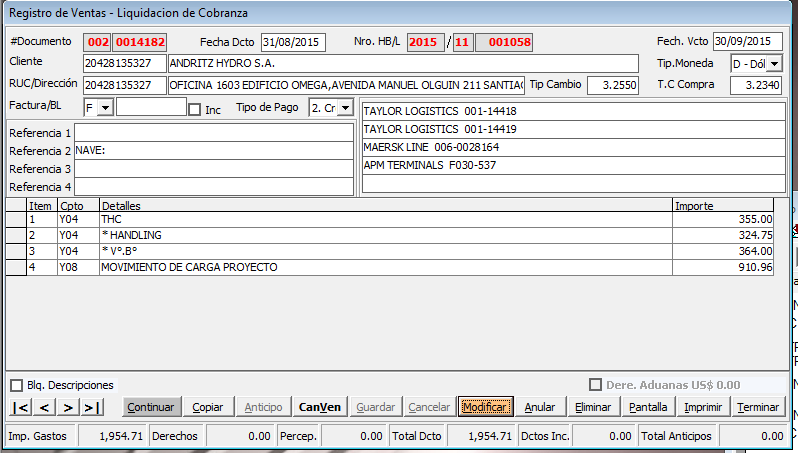 Registro de Ventas - Liquidacion de Cobranza
#Documento 002 0014182 Fecha Dcto 31/08/2015 Nro. HB/L 2015 / 11 001058 Fech. Vcto 30/09/2015
Cliente 20428135327 ANDRITZ HYDRO S.A. Tip.Moneda D - Dól
RUC/Dirección 20428135327 OFICINA 1603 EDIFICIO OMEGA,AVENIDA MANUEL OLGUIN 211 SANTIAG Tip Cambio 3.2550 T.C Compra 3.2340
Factura/BL F Inc Tipo de Pago 2. Cr
TAYLOR LOGISTICS 001-14418
TAYLOR LOGISTICS 001-14419
MAERSK LINE 006-0028164
APM TERMINALS F030-537
Referencia 1
Referencia 2 NAVE:
Referencia 3
Referencia 4
Item Cpto Detalles Importe
1 Y04 THC 355.00
2 Y04 * HANDLING 324.75
3 Y04 * Vº.Bº 364.00
4 Y08 MOVIMIENTO DE CARGA PROYECTO 910.96
Blq. Descripciones Dere. Aduanas US$ 0.00
|< < > >| Continuar Copiar Anticipo CanVen Guardar Cancelar Modificar Anular Eliminar Pantalla Imprimir Terminar
Imp. Gastos 1,954.71 Derechos 0.00 Percep. 0.00 Total Dcto 1,954.71 Dctos Inc. 0.00 Total Anticipos 0.00